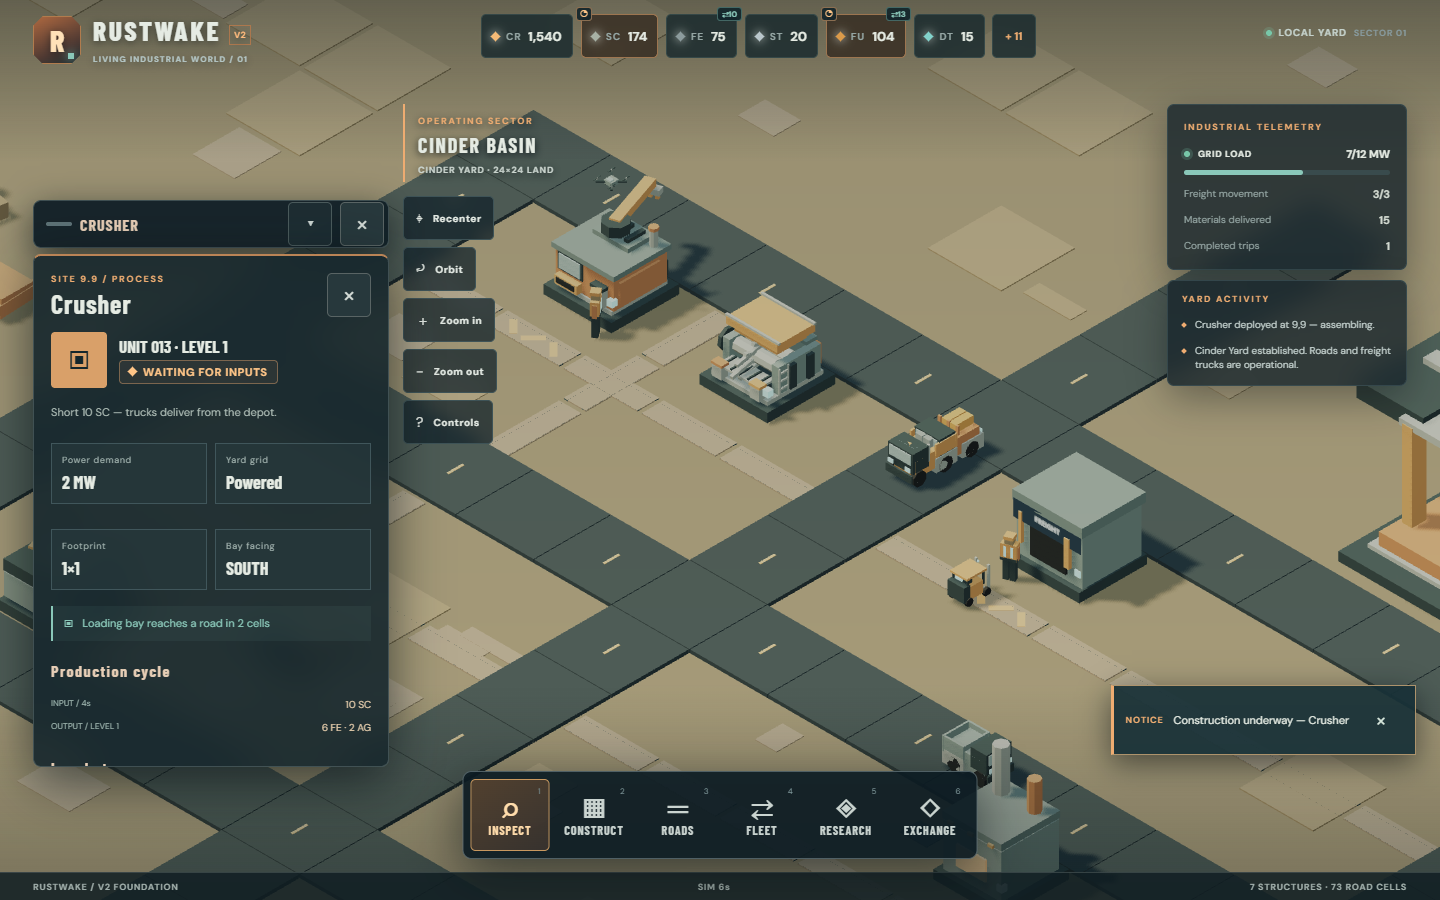 RUSTWAKE V2
LIVING INDUSTRIAL WORLD / 01
CR 1,540
SC 174
FE 75
⇄10
ST 20
FU 104
⇄13
DT 15
+ 11
LOCAL YARD SECTOR 01
OPERATING SECTOR
CINDER BASIN
CINDER YARD · 24×24 LAND
Recenter
Orbit
+ Zoom in
− Zoom out
? Controls
CRUSHER
SITE 9.9 / PROCESS
Crusher
UNIT 013 · LEVEL 1
WAITING FOR INPUTS
Short 10 SC — trucks deliver from the depot.
Power demand
2 MW
Yard grid
Powered
Footprint
1×1
Bay facing
SOUTH
Loading bay reaches a road in 2 cells
Production cycle
INPUT / 4s 10 SC
OUTPUT / LEVEL 1 6 FE · 2 AG
INDUSTRIAL TELEMETRY
GRID LOAD 7/12 MW
Freight movement 3/3
Materials delivered 15
Completed trips 1
YARD ACTIVITY
Crusher deployed at 9,9 — assembling.
Cinder Yard established. Roads and freight
trucks are operational.
FREIGHT
NOTICE Construction underway — Crusher ×
1
INSPECT
2
CONSTRUCT
3
ROADS
4
FLEET
5
RESEARCH
6
EXCHANGE
RUSTWAKE / V2 FOUNDATION
SIM 6s
7 STRUCTURES · 73 ROAD CELLS